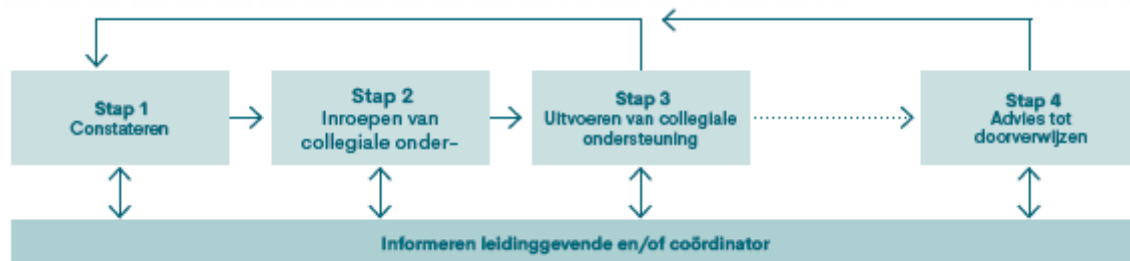 Stap 1
Constateren
Stap 2
Inroepen van
collegiale onder-
Stap 3
Uitvoeren van collegiale
ondersteuning
Stap 4
Advies tot
doorverwijzen
Informeren leidinggevende en/of coördinator